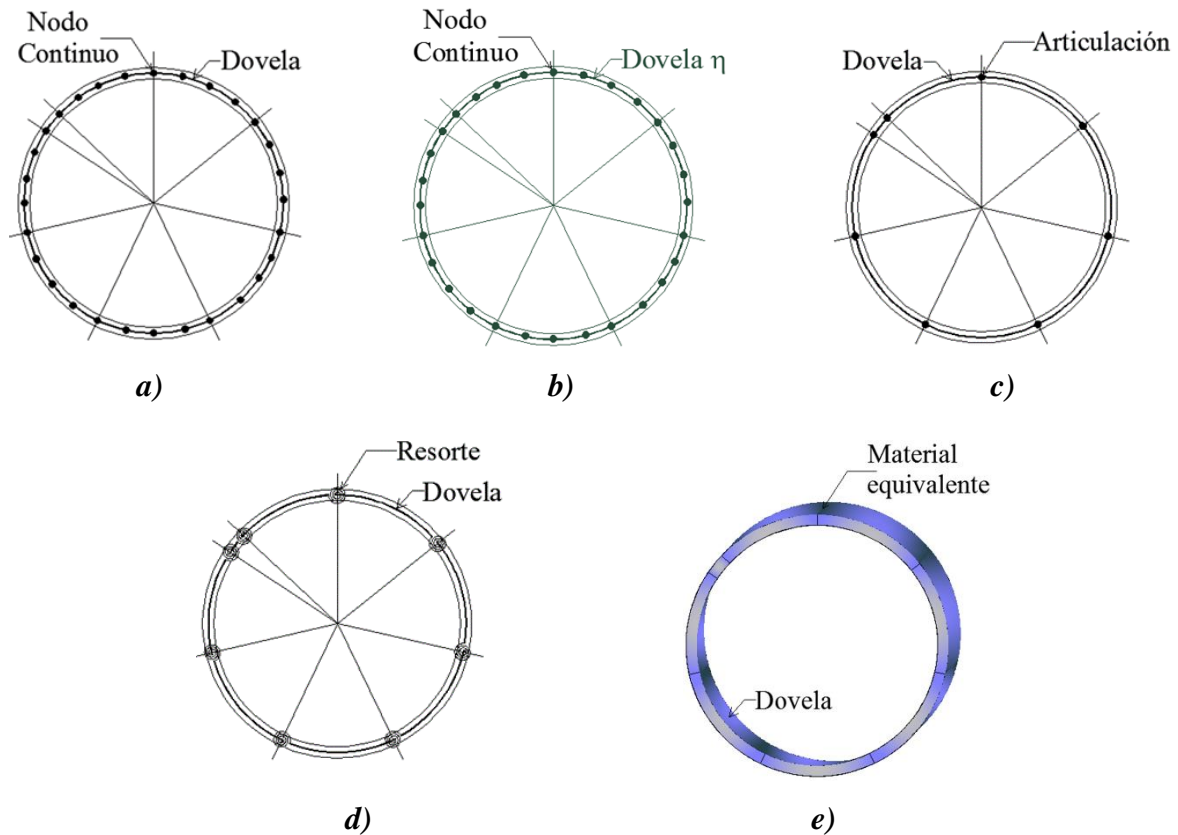 Nodo
Continuo
Dovela
a)
Nodo
Continuo
Dovela η
b)
Dovela
Articulación
c)
Resorte
Dovela
d)
Material
equivalente
Dovela
e)